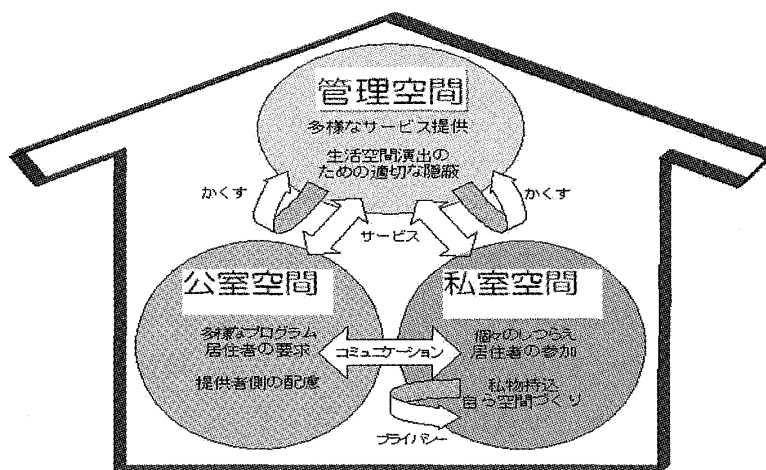 管理空間
多様なサービス提供
生活空間演出の
ための適切な隠蔽
かくす
かくす
サービス
公室空間
私室空間
多様なプログラム
居住者の要求
提供者側の配慮
コミュニケーション
個々のしつらえ
居住者の参加
私物持込
自ら空間づくり
プライバシー